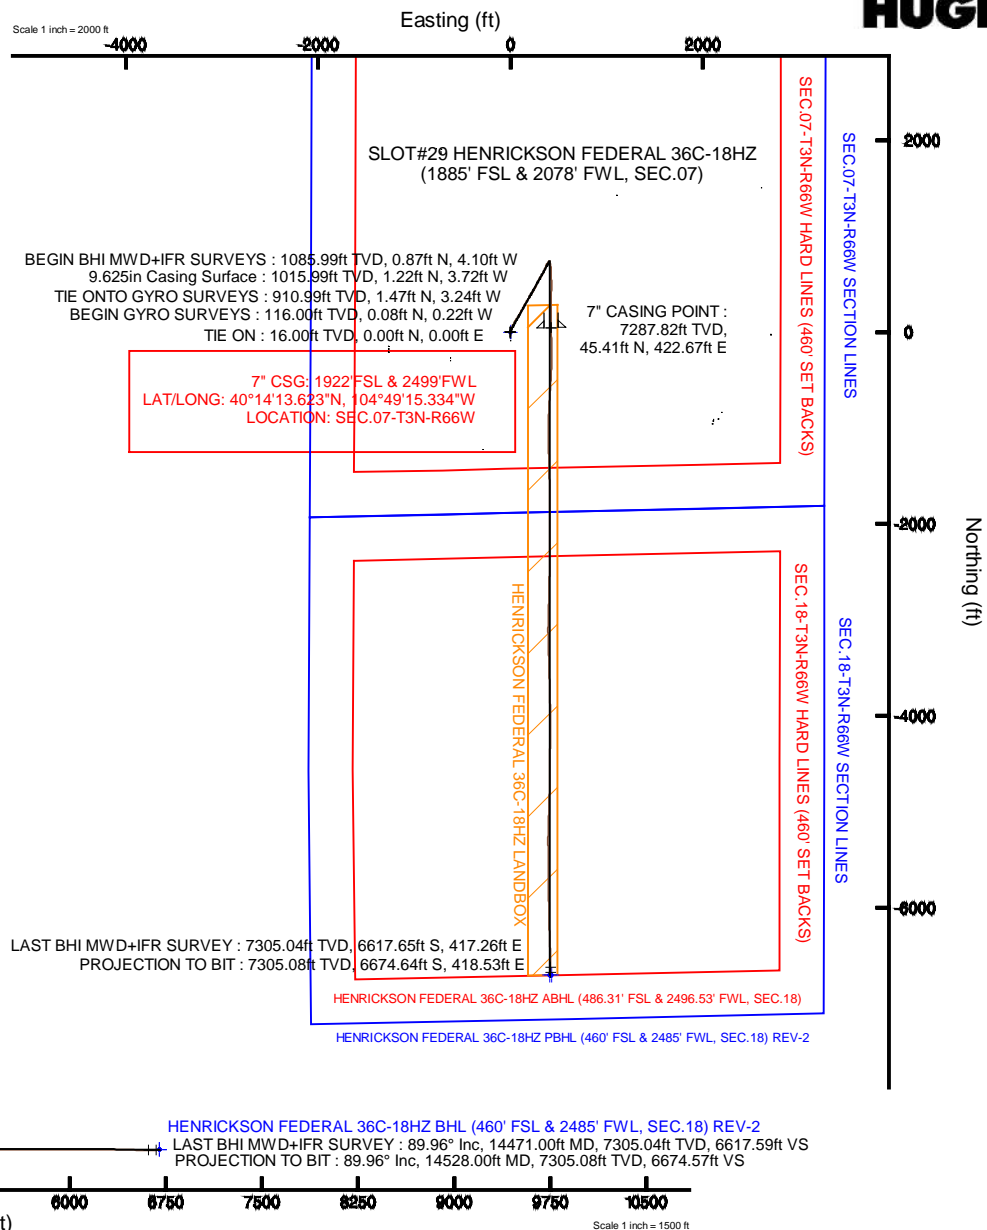 HUGH
Scale 1 inch = 2000 ft
Easting (ft)
-4000 -2000 0 2000
SLOT#29 HENRICKSON FEDERAL 36C-18HZ
(1885' FSL & 2078' FWL, SEC.07)
BEGIN BHI MWD+IFR SURVEYS : 1085.99ft TVD, 0.87ft N, 4.10ft W
9.625in Casing Surface : 1015.99ft TVD, 1.22ft N, 3.72ft W
TIE ONTO GYRO SURVEYS : 910.99ft TVD, 1.47ft N, 3.24ft W
BEGIN GYRO SURVEYS : 116.00ft TVD, 0.08ft N, 0.22ft W
TIE ON : 16.00ft TVD, 0.00ft N, 0.00ft E
7" CASING POINT :
7287.82ft TVD,
45.41ft N, 422.67ft E
7" CSG: 1922'FSL & 2499'FWL
LAT/LONG: 40°14'13.623"N, 104°49'15.334"W
LOCATION: SEC.07-T3N-R66W
SEC.07-T3N-R66W HARD LINES (460' SET BACKS)
SEC.07-T3N-R66W SECTION LINES
2000
0
-2000
-4000
-6000
Northing (ft)
HENRICKSON FEDERAL 36C-18HZ LANDBOX
SEC.18-T3N-R66W HARD LINES (460' SET BACKS)
SEC.18-T3N-R66W SECTION LINES
LAST BHI MWD+IFR SURVEY : 7305.04ft TVD, 6617.65ft S, 417.26ft E
PROJECTION TO BIT : 7305.08ft TVD, 6674.64ft S, 418.53ft E
HENRICKSON FEDERAL 36C-18HZ ABHL (486.31' FSL & 2496.53' FWL, SEC.18)
HENRICKSON FEDERAL 36C-18HZ PBHL (460' FSL & 2485' FWL, SEC.18) REV-2
HENRICKSON FEDERAL 36C-18HZ BHL (460' FSL & 2485' FWL, SEC.18) REV-2
LAST BHI MWD+IFR SURVEY : 89.96° Inc, 14471.00ft MD, 7305.04ft TVD, 6617.59ft VS
PROJECTION TO BIT : 89.96° Inc, 14528.00ft MD, 7305.08ft TVD, 6674.57ft VS
6000 6750 7500 8250 9000 9750 10500
t)
Scale 1 inch = 1500 ft